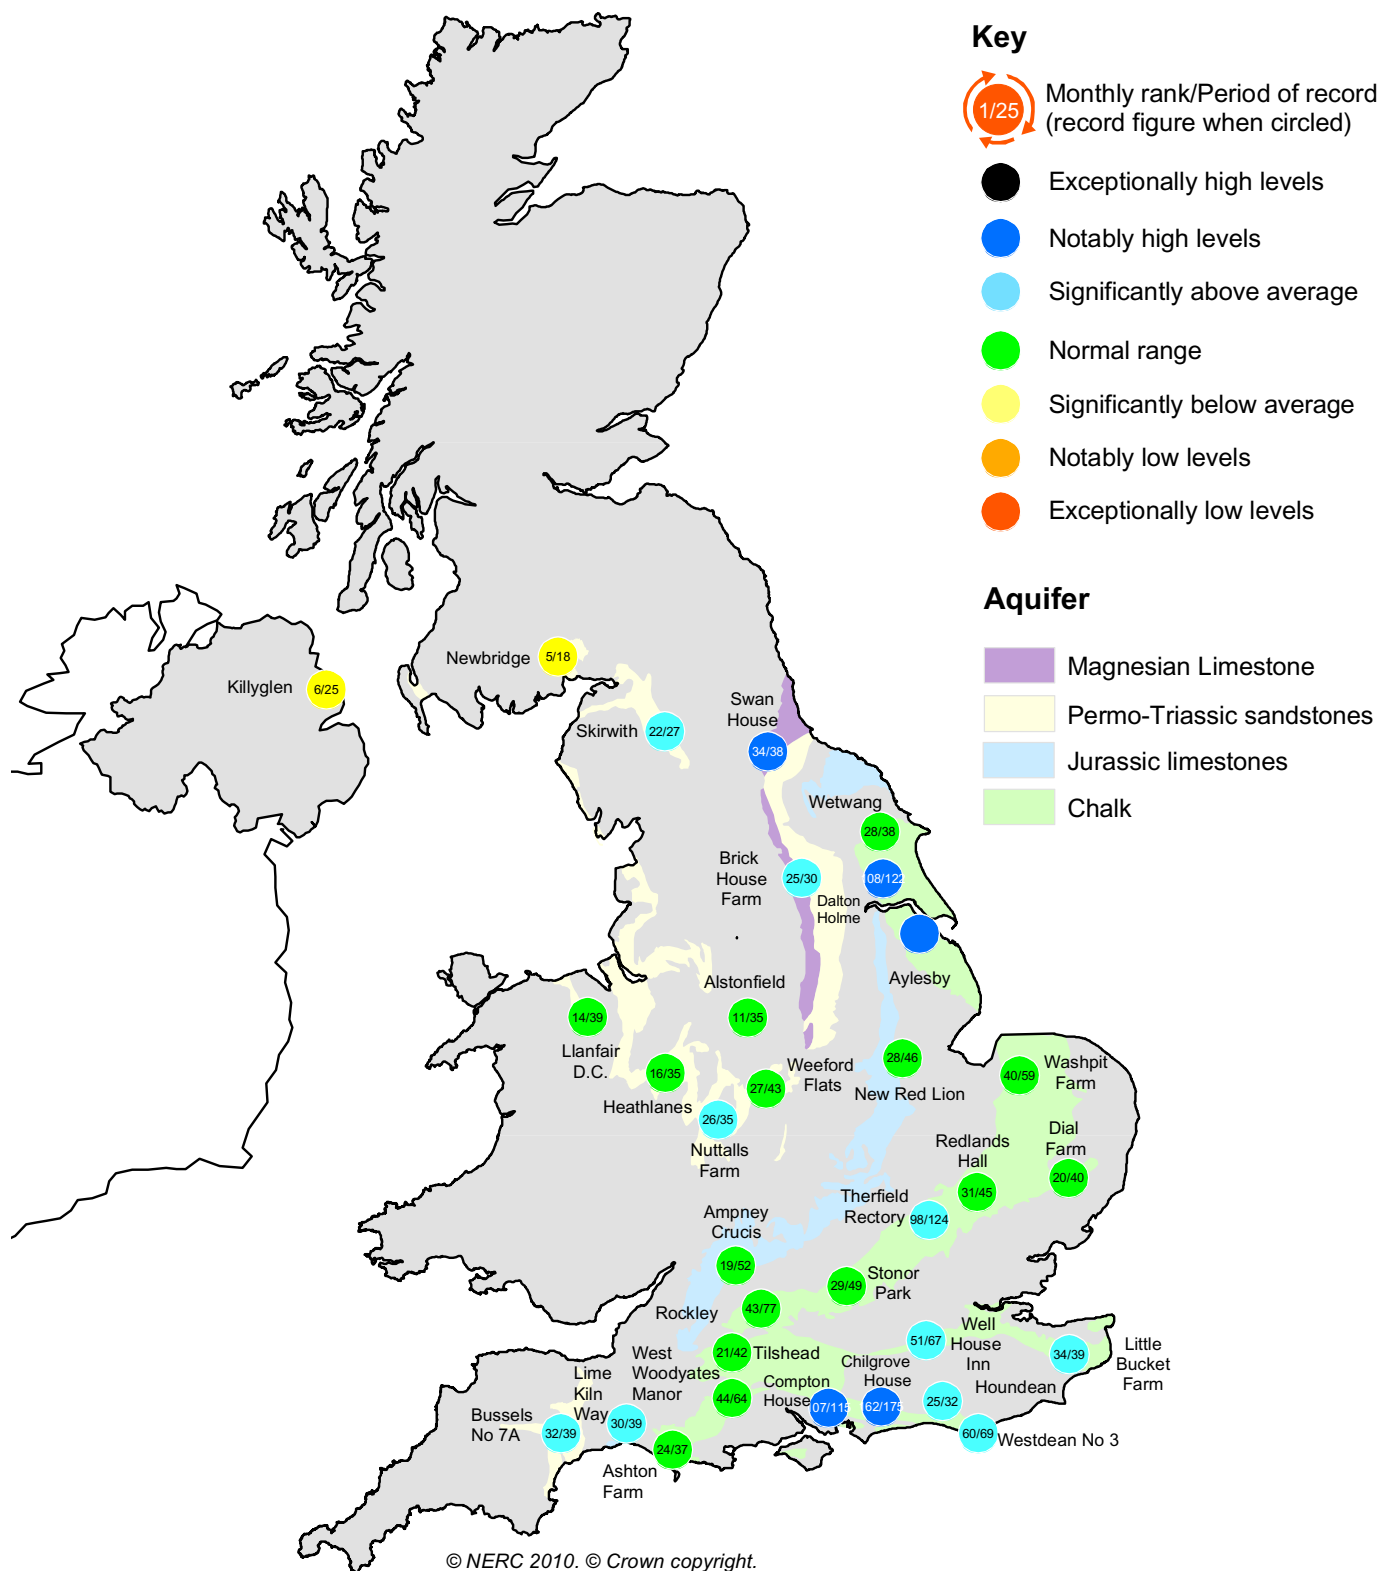 Key
1/25
Monthly rank/Period of record
(record figure when circled)
Exceptionally high levels
Notably high levels
Significantly above average
Normal range
Significantly below average
Notably low levels
Exceptionally low levels
Aquifer
Magnesian Limestone
Permo-Triassic sandstones
Jurassic limestones
Chalk
Newbridge
5/18
Killyglen
6/25
Skirwith
22/27
Swan
House
34/38
Wetwang
28/38
Brick
House
Farm
25/30
108/122
Dalton
Holme
Aylesby
Alstonfield
11/35
14/39
Llanfair
D.C.
16/35
Heathlanes
Weeford
Flats
27/43
26/35
Nuttalls
Farm
28/46
New Red Lion
Washpit
Farm
40/59
Dial
Farm
20/40
Redlands
Hall
31/45
Therfield
Rectory
98/124
Ampney
Crucis
19/52
Stonor
Park
29/49
Rockley
43/77
Tilshead
21/42
West
Woodyates
Manor
44/64
Well
House
Inn
51/67
Little
Bucket
Farm
34/39
Chilgrove
House
62/175
Compton
House
07/115
Houndean
25/32
Westdean No 3
60/69
Lime
Kiln
Way
30/39
Bussels
No 7A
32/39
24/37
Ashton
Farm
© NERC 2010. © Crown copyright.